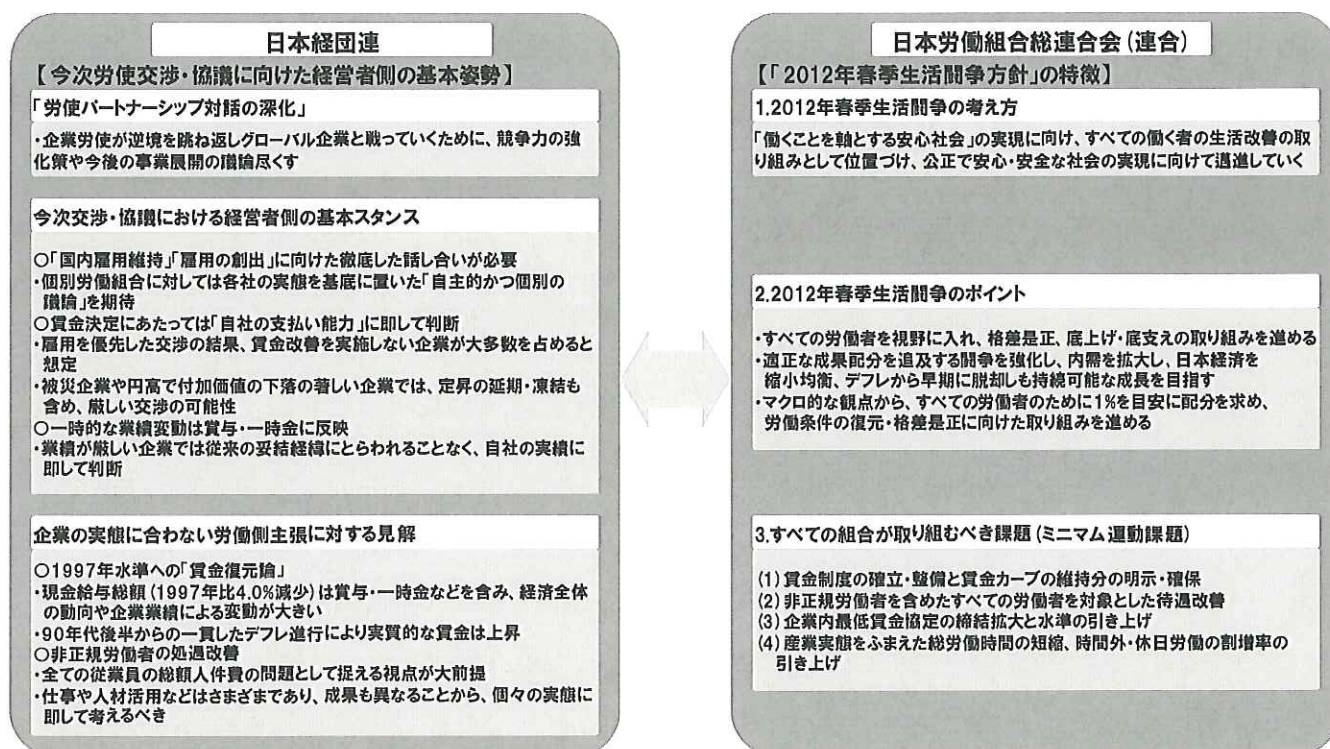 日本経団連
【今次労使交渉・協議に向けた経営者側の基本姿勢】
「労使パートナーシップ対話の深化」
・企業労使が逆境を跳ね返しグローバル企業と戦っていくために、競争力の強
化策や今後の事業展開の議論尽くす
今次交渉・協議における経営者側の基本スタンス
○「国内雇用維持」「雇用の創出」に向けた徹底した話し合いが必要
・個別労働組合に対しては各社の実態を基底に置いた「自主的かつ個別の
議論」を期待
○賃金決定にあたっては「自社の支払い能力」に即して判断
・雇用を優先した交渉の結果、賃金改善を実施しない企業が大多数を占めると
想定
・被災企業や円高で付加価値の下落の著しい企業では、定昇の延期・凍結も
含め、厳しい交渉の可能性
○一時的な業績変動は賞与・一時金に反映
・業績が厳しい企業では従来の妥結経緯にとらわれることなく、自社の実績に
即して判断
企業の実態に合わない労働側主張に対する見解
○1997年水準への「賃金復元論」
・現金給与総額(1997年比4.0%減少)は賞与・一時金などを含み、経済全体
の動向や企業業績による変動が大きい
・90年代後半からの一貫したデフレ進行により実質的な賃金は上昇
○非正規労働者の処遇改善
・全ての従業員の総額人件費の問題として捉える視点が大前提
・仕事や人材活用などはさまざまであり、成果も異なることから、個々の実態に
即して考えるべき
日本労働組合総連合会(連合)
【「2012年春季生活闘争方針」の特徴】
1.2012年春季生活闘争の考え方
「働くことを軸とする安心社会」の実現に向け、すべての働く者の生活改善の取
り組みとして位置づけ、公正で安心・安全な社会の実現に向けて邁進していく
2.2012年春季生活闘争のポイント
・すべての労働者を視野に入れ、格差是正、底上げ・底支えの取り組みを進める
・適正な成果配分を追及する闘争を強化し、内需を拡大し、日本経済を
縮小均衡、デフレから早期に脱却しも持続可能な成長を目指す
・マクロ的な観点から、すべての労働者のために1%を目安に配分を求め、
労働条件の復元・格差是正に向けた取り組みを進める
3.すべての組合が取り組むべき課題(ミニマム運動課題)
(1)賃金制度の確立・整備と賃金カーブの維持分の明示・確保
(2)非正規労働者を含めたすべての労働者を対象とした待遇改善
(3)企業内最低賃金協定の締結拡大と水準の引き上げ
(4)産業実態をふまえた総労働時間の短縮、時間外・休日労働の割増率の
引き上げ